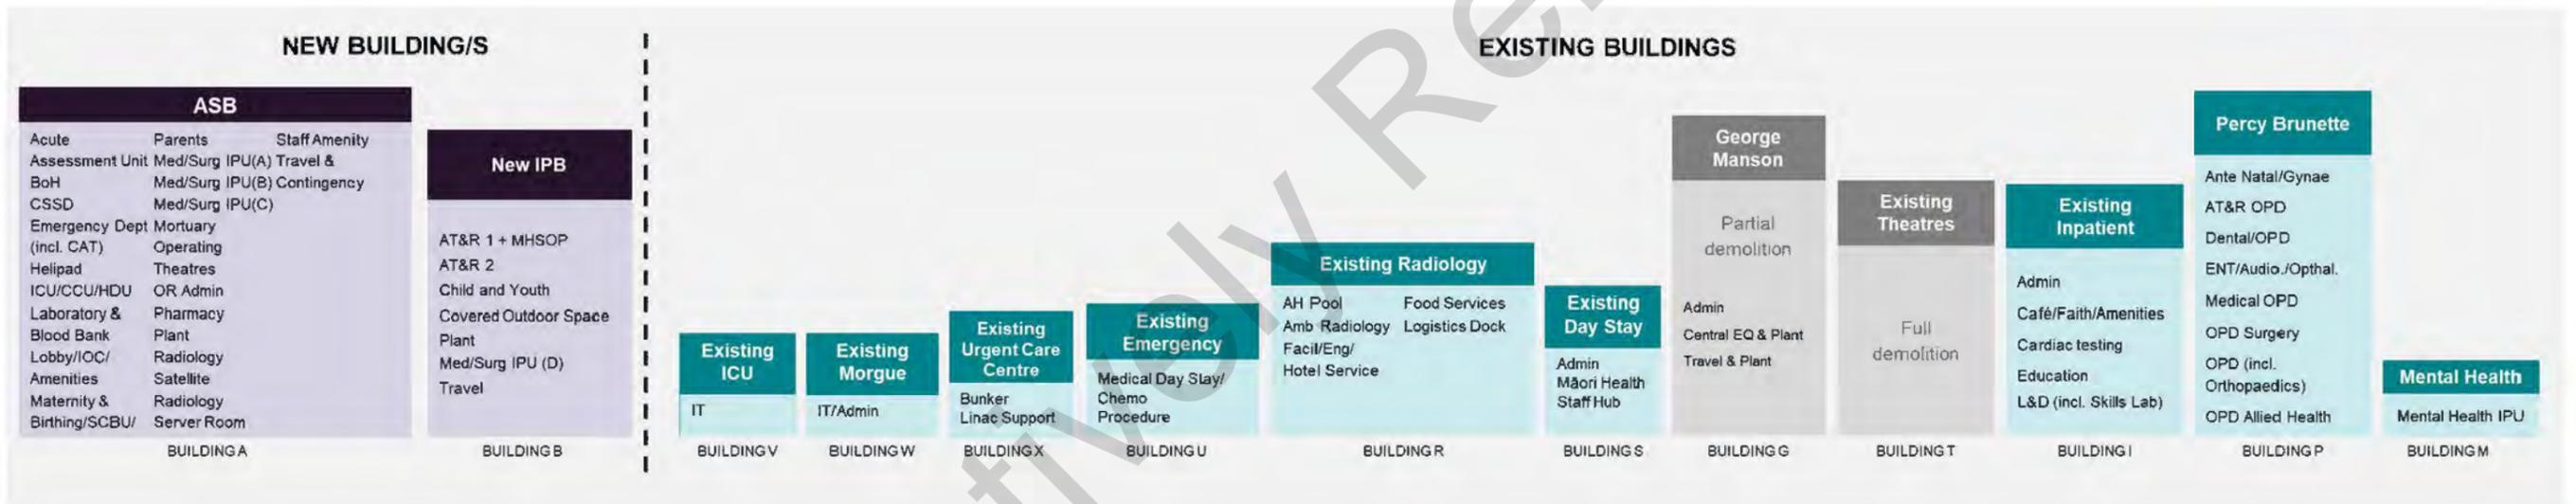 NEW BUILDING/S
EXISTING BUILDINGS
ASB
Acute
Assessment Unit
BoH
CSSD
Emergency Dept
(incl. CAT)
Helipad
ICU/CCU/HDU
Laboratory &
Blood Bank
Lobby/IOC/
Amenities
Maternity &
Birthing/SCBU/
Parents
Med/Surg IPU(A)
Med/Surg IPU(B)
Med/Surg IPU(C)
Mortuary
Operating
Theatres
OR Admin
Pharmacy
Plant
Radiology
Satellite
Radiology
Server Room
Staff Amenity
Travel &
Contingency
BUILDING A
New IPB
AT&R 1 + MHSOP
AT&R 2
Child and Youth
Covered Outdoor Space
Plant
Med/Surg IPU (D)
Travel
BUILDING B
Existing
ICU
IT
BUILDING V
Existing
Morgue
IT/Admin
BUILDING W
Existing
Urgent Care
Centre
Bunker
Linac Support
BUILDING X
Existing
Emergency
Medical Day Stay/
Chemo
Procedure
BUILDING U
Existing Radiology
AH Pool
Amb Radiology
Facil/Eng/
Hotel Service
Food Services
Logistics Dock
BUILDING R
Existing
Day Stay
Admin
Māori Health
Staff Hub
BUILDING S
George
Manson
Partial
demolition
Admin
Central EQ & Plant
Travel & Plant
BUILDING G
Existing
Theatres
Full
demolition
BUILDING T
Existing
Inpatient
Admin
Café/Faith/Amenities
Cardiac testing
Education
L&D (incl. Skills Lab)
BUILDING I
Percy Brunette
Ante Natal/Gynae
AT&R OPD
Dental/OPD
ENT/Audio./Opthal.
Medical OPD
OPD Surgery
OPD (incl.
Orthopaedics)
OPD Allied Health
BUILDING P
Mental Health
Mental Health IPU
BUILDING M
tively Re